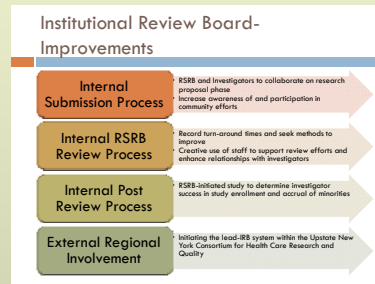 Institutional Review Board-
Improvements
Internal
Submission Process
• RSRB and Investigators to collaborate on research
proposal phase
• Increase awareness of and participation in
community efforts
Internal RSRB
Review Process
• Record turn-around times and seek methods to
improve
• Creative use of staff to support review efforts and
enhance relationships with investigators
Internal Post
Review Process
• RSRB-initiated study to determine investigator
success in study enrollment and accrual of minorities
External Regional
Involvement
• Initiating the lead-IRB system within the Upstate New
York Consortium for Health Care Research and
Quality